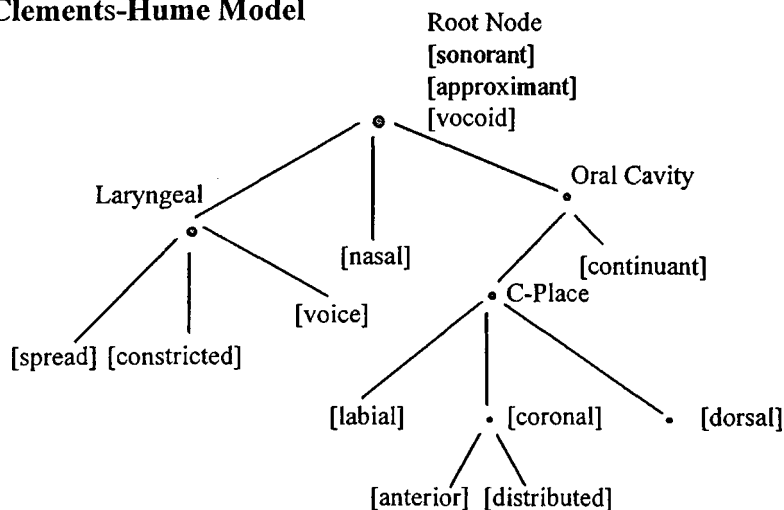 Clements-Hume Model
Root Node
[sonorant]
[approximant]
[vocoid]
Laryngeal
Oral Cavity
[nasal]
[continuant]
C-Place
[voice]
[spread] [constricted]
[labial]
[coronal]
[dorsal]
[anterior] [distributed]